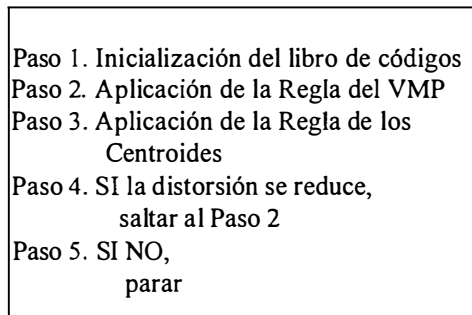 Paso 1. Inicialización del libro de códigos
Paso 2. Aplicación de la Regla del VMP
Paso 3. Aplicación de la Regla de los
Centroides
Paso 4. SI la distorsión se reduce,
saltar al Paso 2
Paso 5. SI NO,
parar